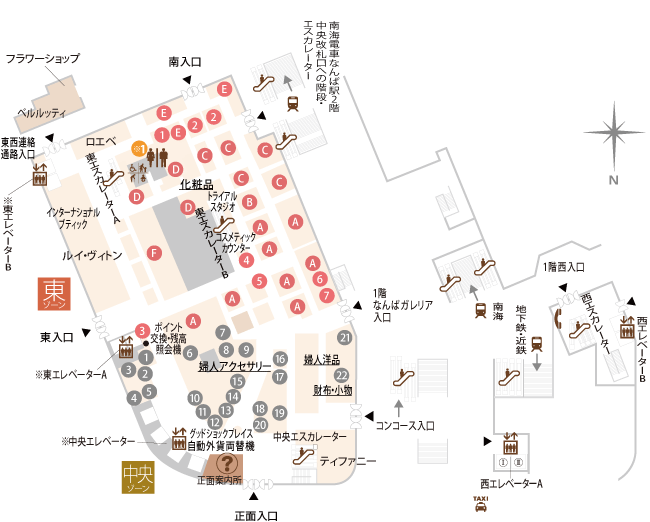 フラワーショップ
ベルルッティ
南入口
南海電車なんば駅2階
中央改札口への階段・
エスカレーター
東西連絡
通路入口
ロエベ
E
E
1
E
2
2
※1
C
C
C
D
C
C
D
D
B
化粧品
トライアル
スタジオ
東エスカレーターA
東エスカレーターB
コスメティック
カウンター
※東エレベーターB
インターナショナル
ブティック
ルイ・ヴィトン
F
A
A
A
4
A
5
A
A
6
7
A
A
N
東
ゾーン
東入口
3
ポイント
交換・残高
照会機
1階
なんばガレリア
入口
南海
地下鉄・近鉄
1階西入口
西エスカレーター
西エレベーターB
※東エレベーターA
1
2
3
4
5
6
7
8
9
10
11
12
13
14
15
16
17
18
19
20
21
22
婦人アクセサリー
婦人洋品
財布・小物
コンコース入口
※中央エレベーター
グッドショックプレイス
自動外貨両替機
中央エスカレーター
ティファニー
中央
ゾーン
?
正面案内所
正面入口
Ⅰ
Ⅱ
西エレベーターA
TAXI